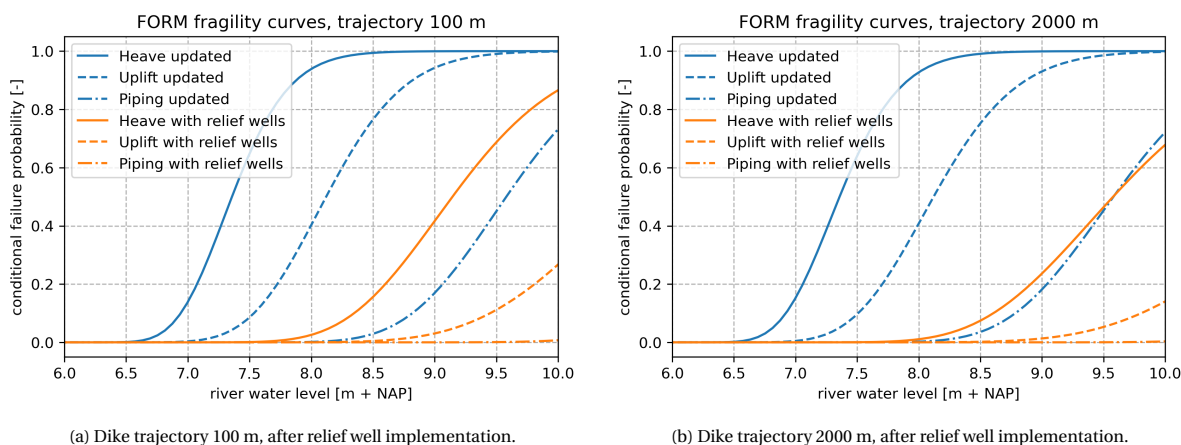 FORM fragility curves, trajectory 100 m
conditional failure probability [-]
1.0
0.8
0.6
0.4
0.2
0.0
Heave updated
Uplift updated
Piping updated
Heave with relief wells
Uplift with relief wells
Piping with relief wells
6.0 6.5 7.0 7.5 8.0 8.5 9.0 9.5 10.0
river water level [m + NAP]
(a) Dike trajectory 100 m, after relief well implementation.
FORM fragility curves, trajectory 2000 m
conditional failure probability [-]
1.0
0.8
0.6
0.4
0.2
0.0
Heave updated
Uplift updated
Piping updated
Heave with relief wells
Uplift with relief wells
Piping with relief wells
6.0 6.5 7.0 7.5 8.0 8.5 9.0 9.5 10.0
river water level [m + NAP]
(b) Dike trajectory 2000 m, after relief well implementation.